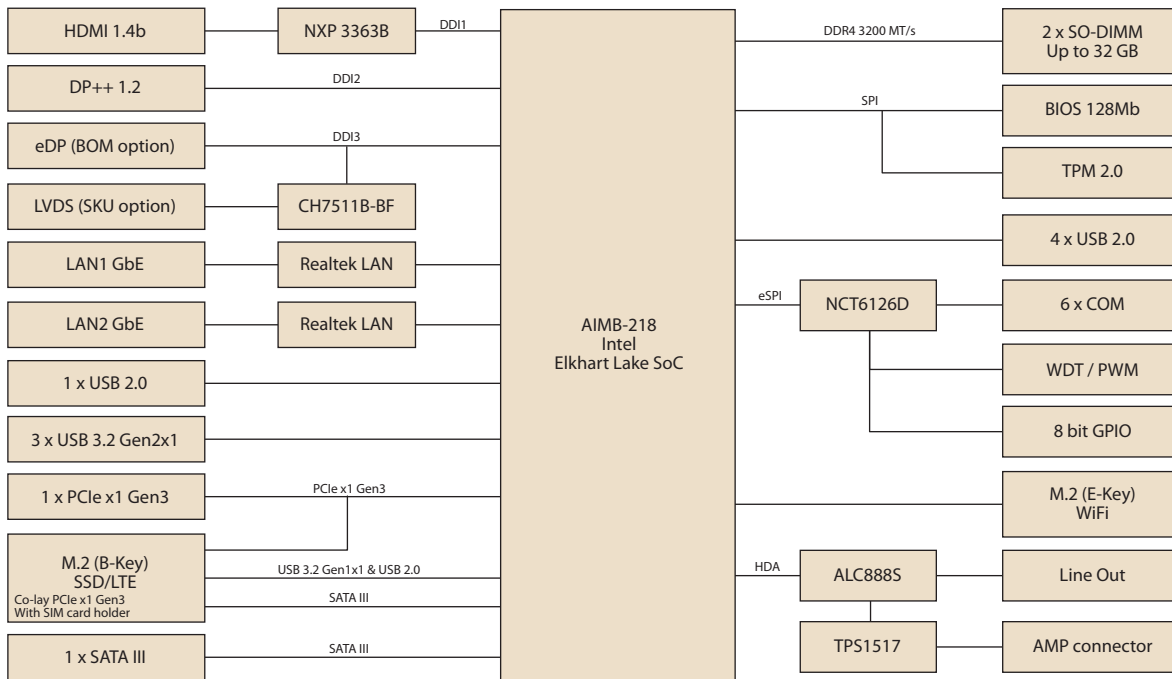 HDMI 1.4b
NXP 3363B
DDI1
DP++ 1.2
DDI2
eDP (BOM option)
DDI3
LVDS (SKU option)
CH7511B-BF
LAN1 GbE
Realtek LAN
LAN2 GbE
Realtek LAN
1 x USB 2.0
3 x USB 3.2 Gen2x1
1 x PCIe x1 Gen3
PCIe x1 Gen3
M.2 (B-Key)
SSD/LTE
Co-lay PCIe x1 Gen3
With SIM card holder
USB 3.2 Gen1x1 & USB 2.0
SATA III
1 x SATA III
SATA III
AIMB-218
Intel
Elkhart Lake SoC
DDR4 3200 MT/s
2 x SO-DIMM
Up to 32 GB
SPI
BIOS 128Mb
TPM 2.0
4 x USB 2.0
eSPI
NCT6126D
6 x COM
WDT / PWM
8 bit GPIO
M.2 (E-Key)
WiFi
HDA
ALC888S
Line Out
TPS1517
AMP connector